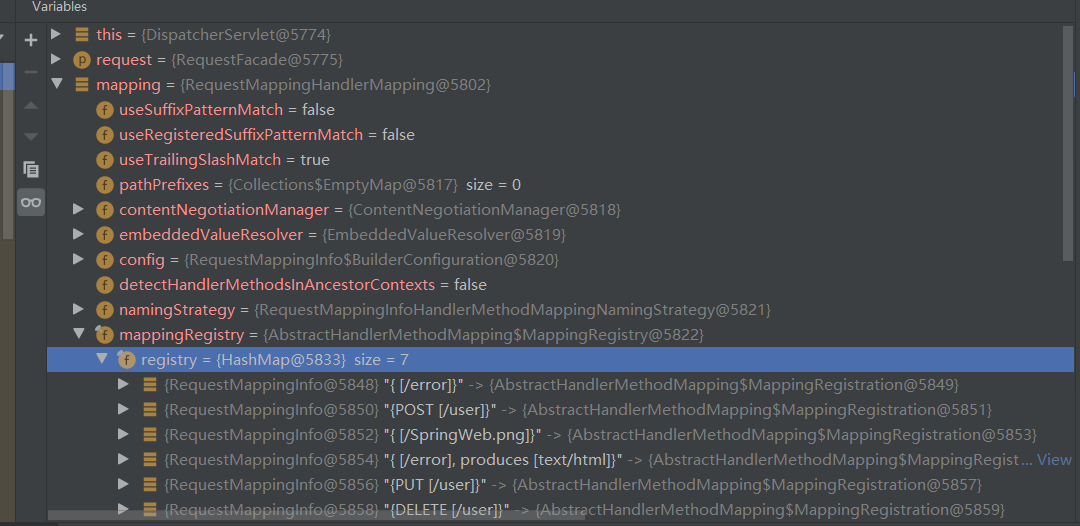 Variables
this = {DispatcherServlet@5774}
p request = {RequestFacade@5775}
mapping = {RequestMappingHandlerMapping@5802}
f useSuffixPatternMatch = false
f useRegisteredSuffixPatternMatch = false
f useTrailingSlashMatch = true
f pathPrefixes = {Collections$EmptyMap@5817} size = 0
f contentNegotiationManager = {ContentNegotiationManager@5818}
f embeddedValueResolver = {EmbeddedValueResolver@5819}
f config = {RequestMappingInfo$BuilderConfiguration@5820}
f detectHandlerMethodsInAncestorContexts = false
f namingStrategy = {RequestMappingInfoHandlerMethodMappingNamingStrategy@5821}
f mappingRegistry = {AbstractHandlerMethodMapping$MappingRegistry@5822}
f registry = {HashMap@5833} size = 7
{RequestMappingInfo@5848} "{ [/error]}" -> {AbstractHandlerMethodMapping$MappingRegistration@5849}
{RequestMappingInfo@5850} "{POST [/user]}" -> {AbstractHandlerMethodMapping$MappingRegistration@5851}
{RequestMappingInfo@5852} "{ [/SpringWeb.png]}" -> {AbstractHandlerMethodMapping$MappingRegistration@5853}
{RequestMappingInfo@5854} "{ [/error], produces [text/html]}" -> {AbstractHandlerMethodMapping$MappingRegist ... View
{RequestMappingInfo@5856} "{PUT [/user]}" -> {AbstractHandlerMethodMapping$MappingRegistration@5857}
{RequestMappingInfo@5858} "{DELETE [/user]}" -> {AbstractHandlerMethodMapping$MappingRegistration@5859}